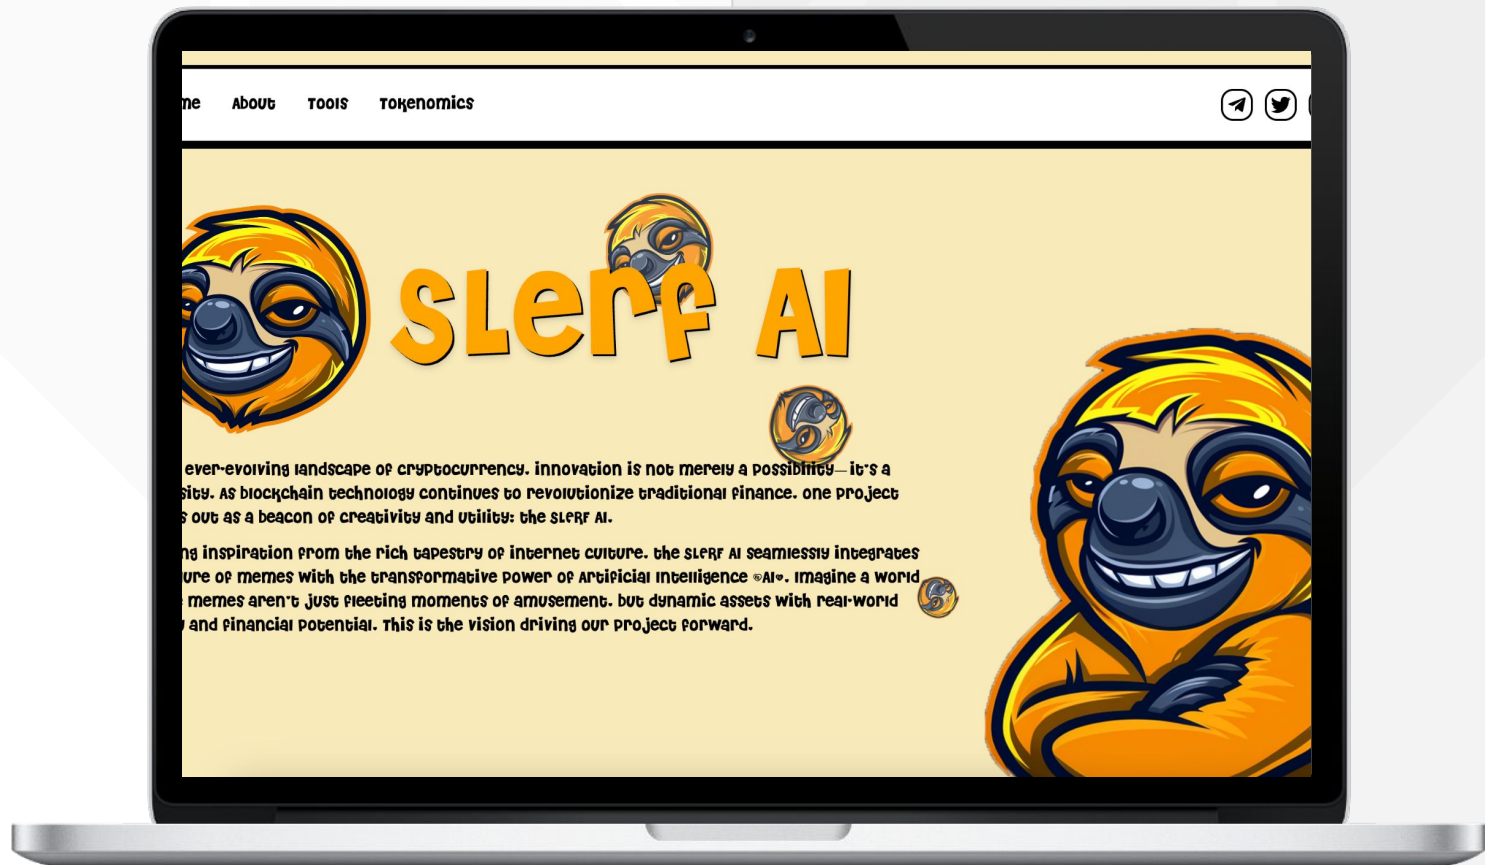 me About Tools Tokenomics
SLerf AI
ever-evolving landscape of cryptocurrency, innovation is not merely a possibility—it's a
sity. As blockchain technology continues to revolutionize traditional finance, one project
s out as a beacon of creativity and utility: the SLERF AI.
ng inspiration from the rich tapestry of internet culture, the SLERF AI seamlessly integrates
ure of memes with the transformative power of Artificial Intelligence (AI). Imagine a world
memes aren't just fleeting moments of amusement, but dynamic assets with real-world
and financial potential. This is the vision driving our project forward.